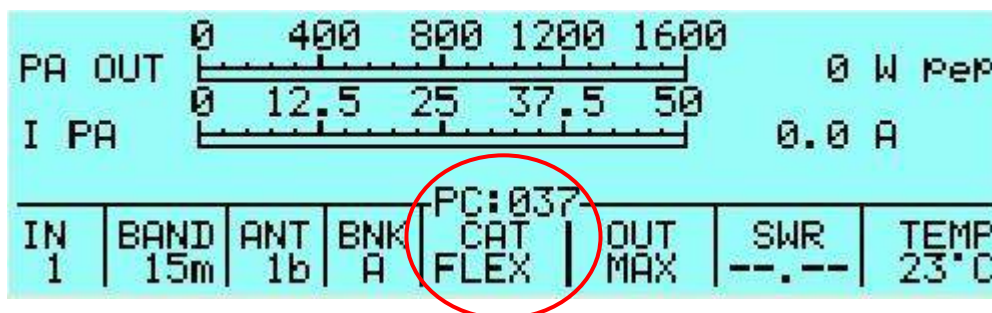 0 400 800 1200 1600
PA OUT 0 W pep
0 12.5 25 37.5 50
I PA 0.0 A
PC:037
IN BAND ANT BNK CAT OUT SWR TEMP
1 15m 1b A FLEX MAX --.-- 23°C